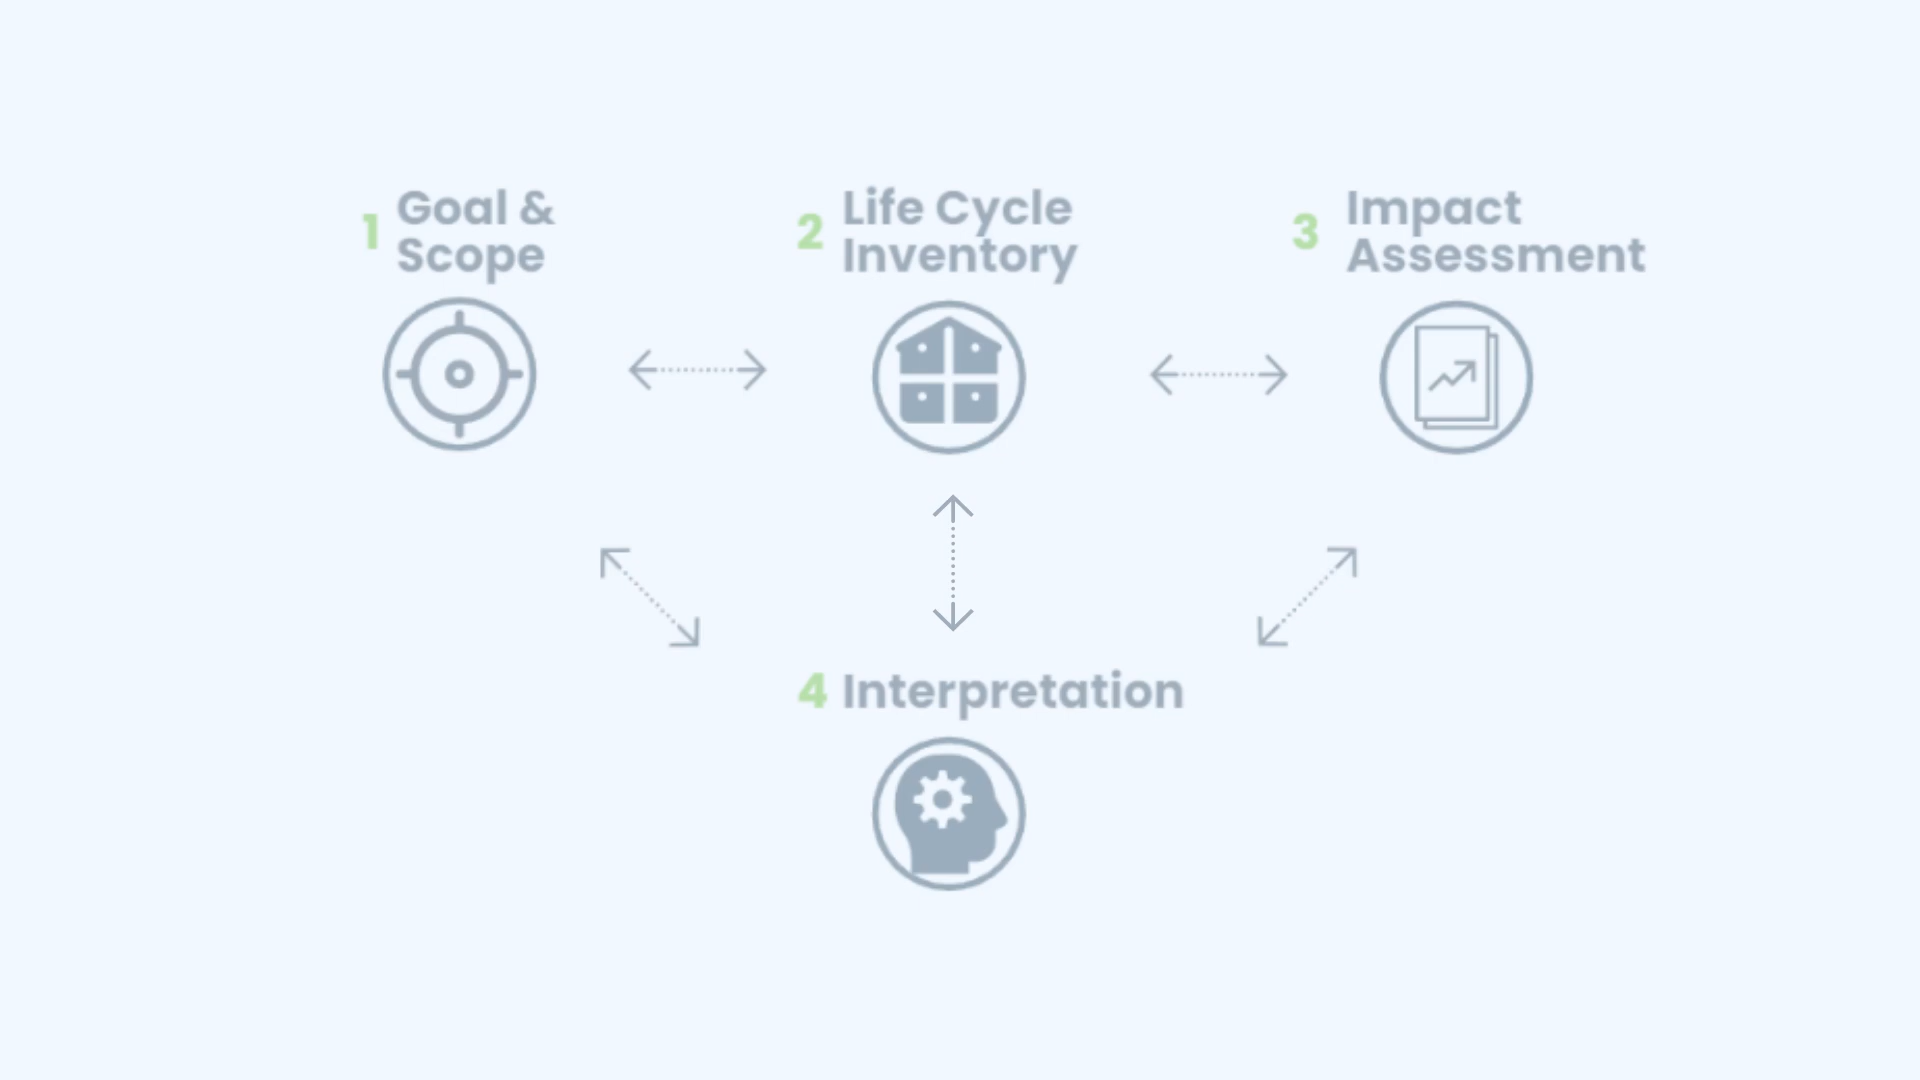 1 Goal &
Scope
2 Life Cycle
Inventory
3 Impact
Assessment
4 Interpretation